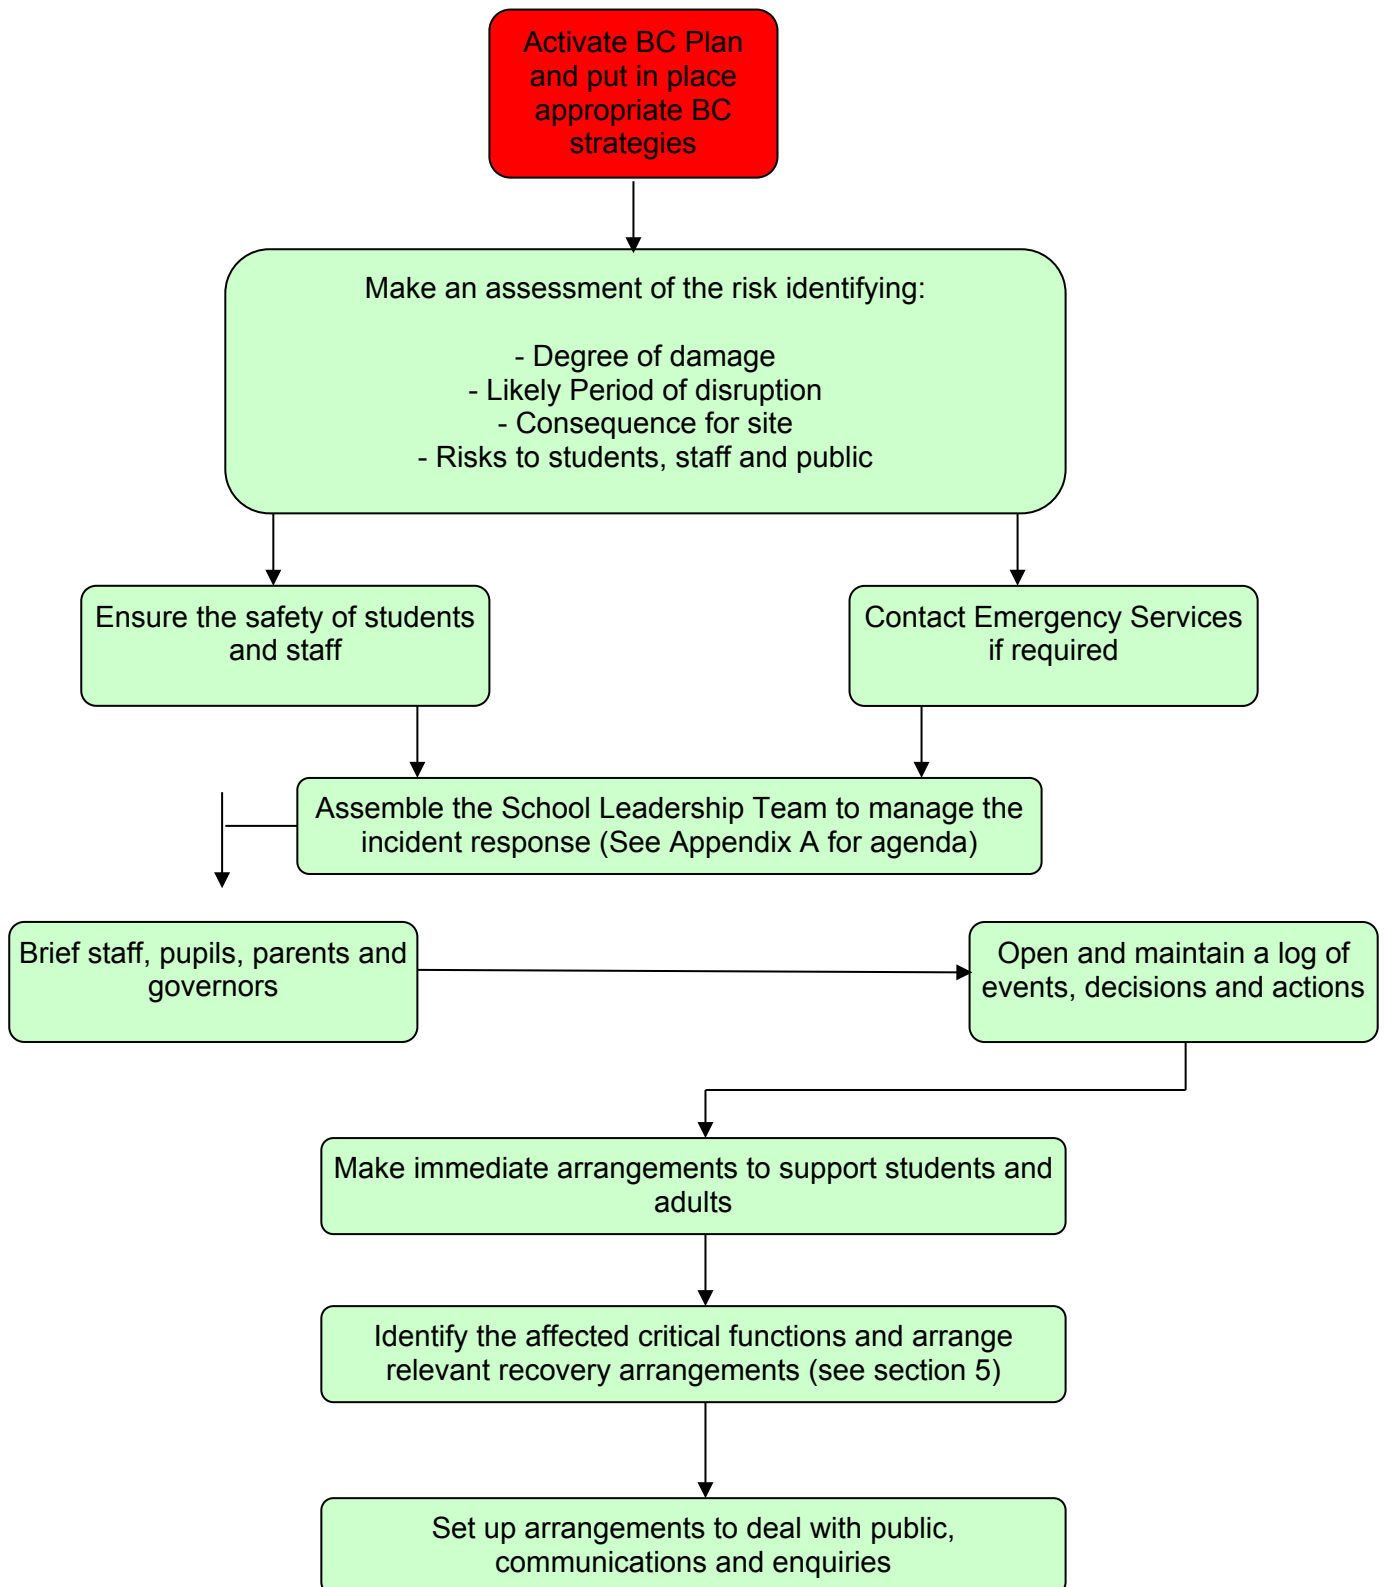 Activate BC Plan
and put in place
appropriate BC
strategies
Make an assessment of the risk identifying:
- Degree of damage
- Likely Period of disruption
- Consequence for site
- Risks to students, staff and public
Ensure the safety of students
and staff
Contact Emergency Services
if required
Assemble the School Leadership Team to manage the
incident response (See Appendix A for agenda)
Brief staff, pupils, parents and
governors
Open and maintain a log of
events, decisions and actions
Make immediate arrangements to support students and
adults
Identify the affected critical functions and arrange
relevant recovery arrangements (see section 5)
Set up arrangements to deal with public,
communications and enquiries